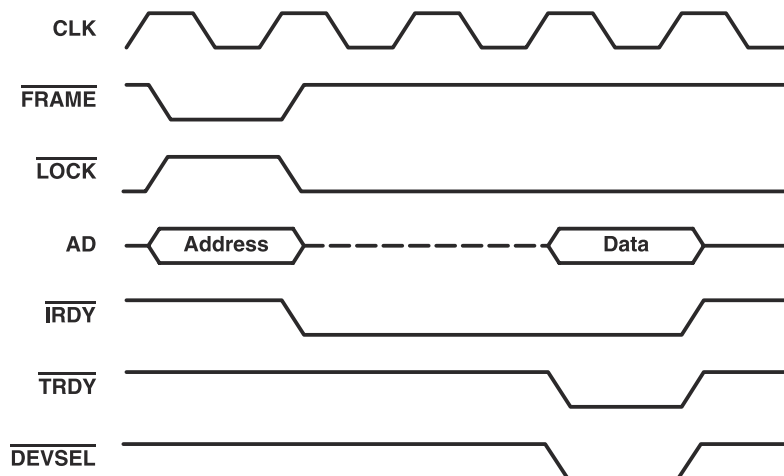 CLK
FRAME
LOCK
AD Address Data
IRDY
TRDY
DEVSEL